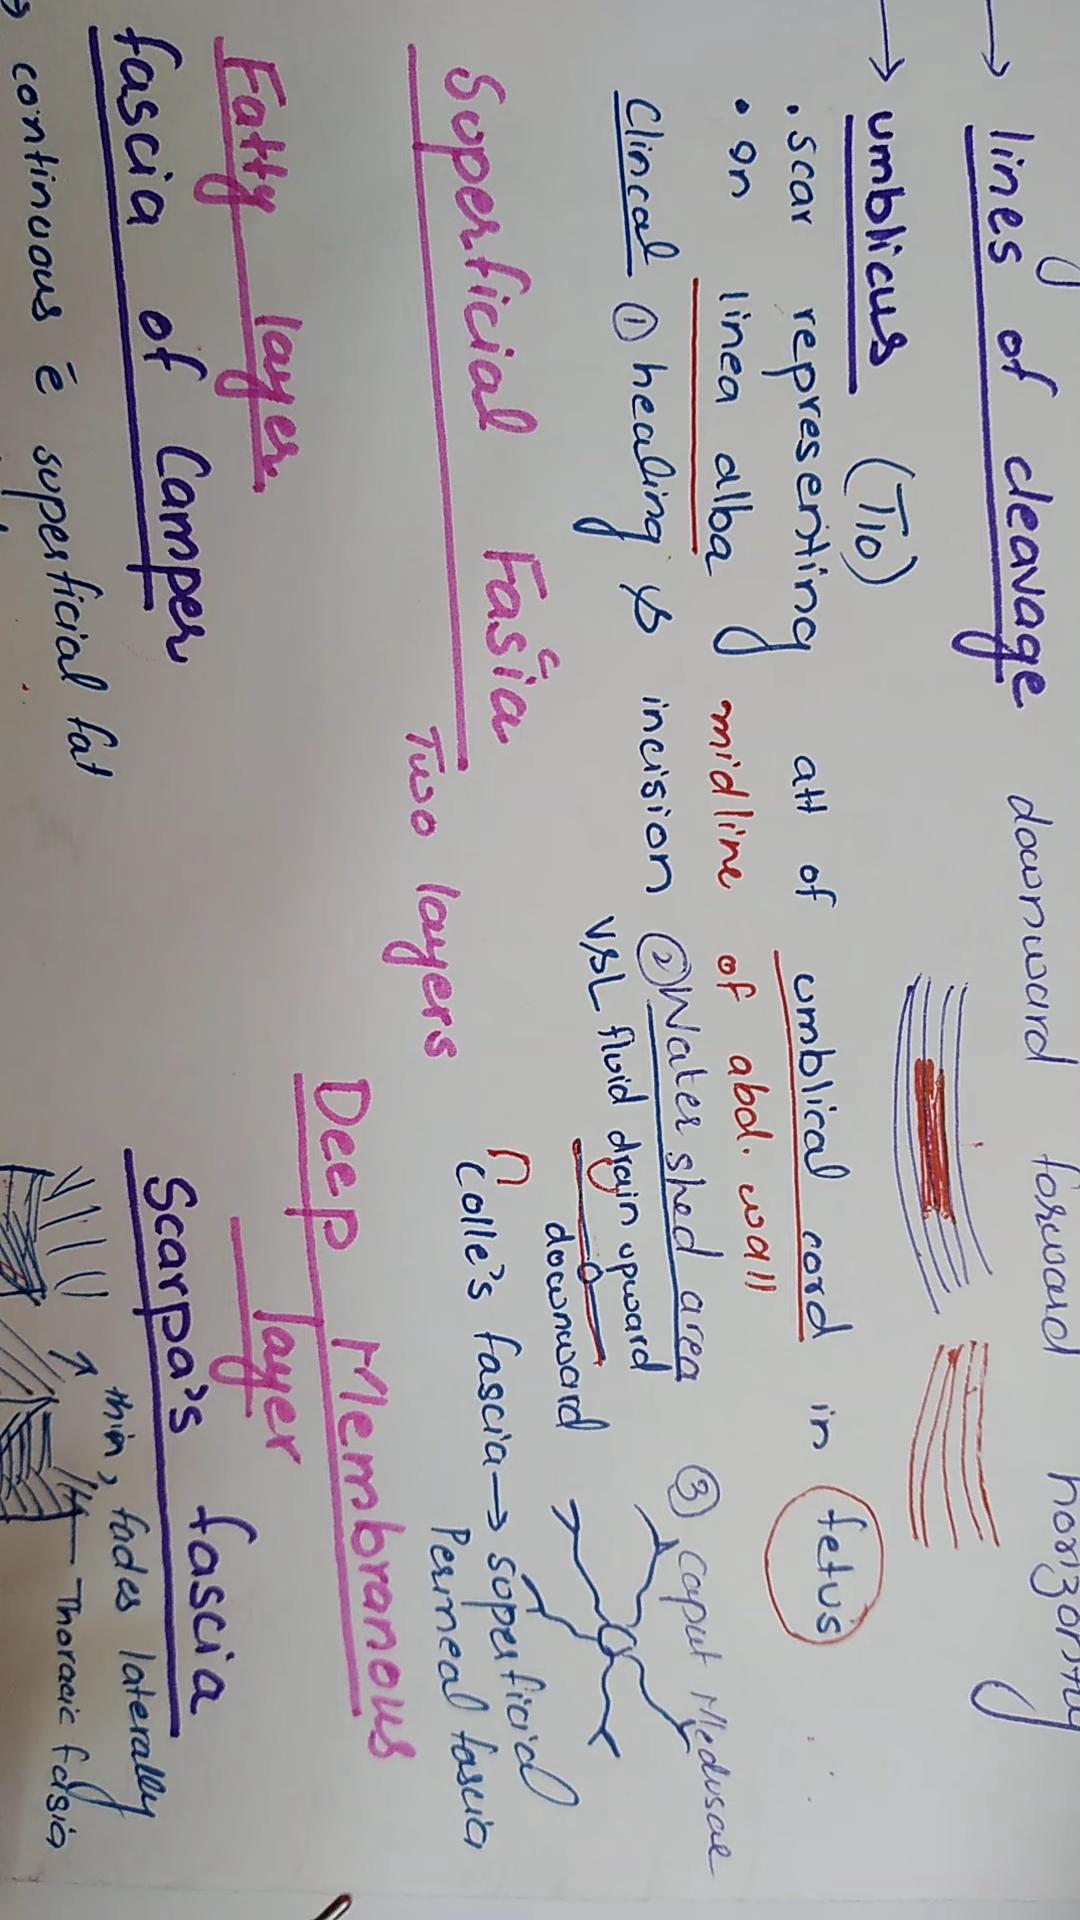 → lines of cleavage downward forward
→ umblicus (T10)
. scar representing att of umblical cord in fetus
• On linea alba midline of abd. wall
Clincal ① healing & incision ② Water shed area ③ Caput Medusae
VSL fluid drain upward
downward
Superficial Fascia
Two layers
Colle's fascia → superficial
Perineal fascia
Fatty layer
Deep Membranous
layer
fascia of Camper
Scarpa's fascia
→ continuous ē superficial fat
thin, fades laterally
Thoracic fasia